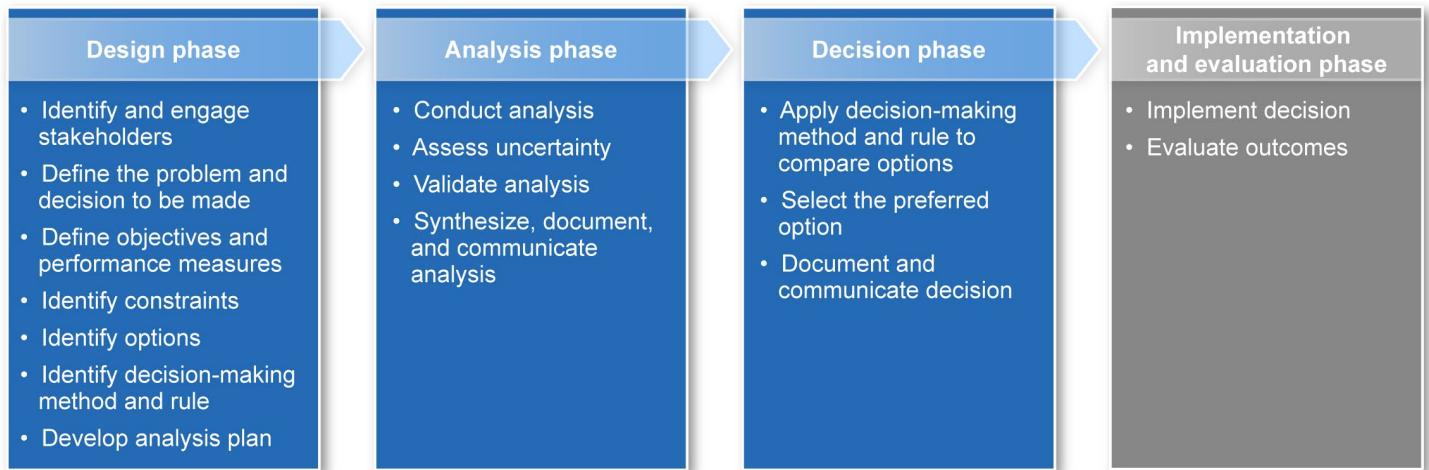 Design phase
• Identify and engage
stakeholders
• Define the problem and
decision to be made
• Define objectives and
performance measures
• Identify constraints
• Identify options
• Identify decision-making
method and rule
• Develop analysis plan
Analysis phase
• Conduct analysis
• Assess uncertainty
• Validate analysis
• Synthesize, document,
and communicate
analysis
Decision phase
• Apply decision-making
method and rule to
compare options
• Select the preferred
option
• Document and
communicate decision
Implementation
and evaluation phase
• Implement decision
• Evaluate outcomes